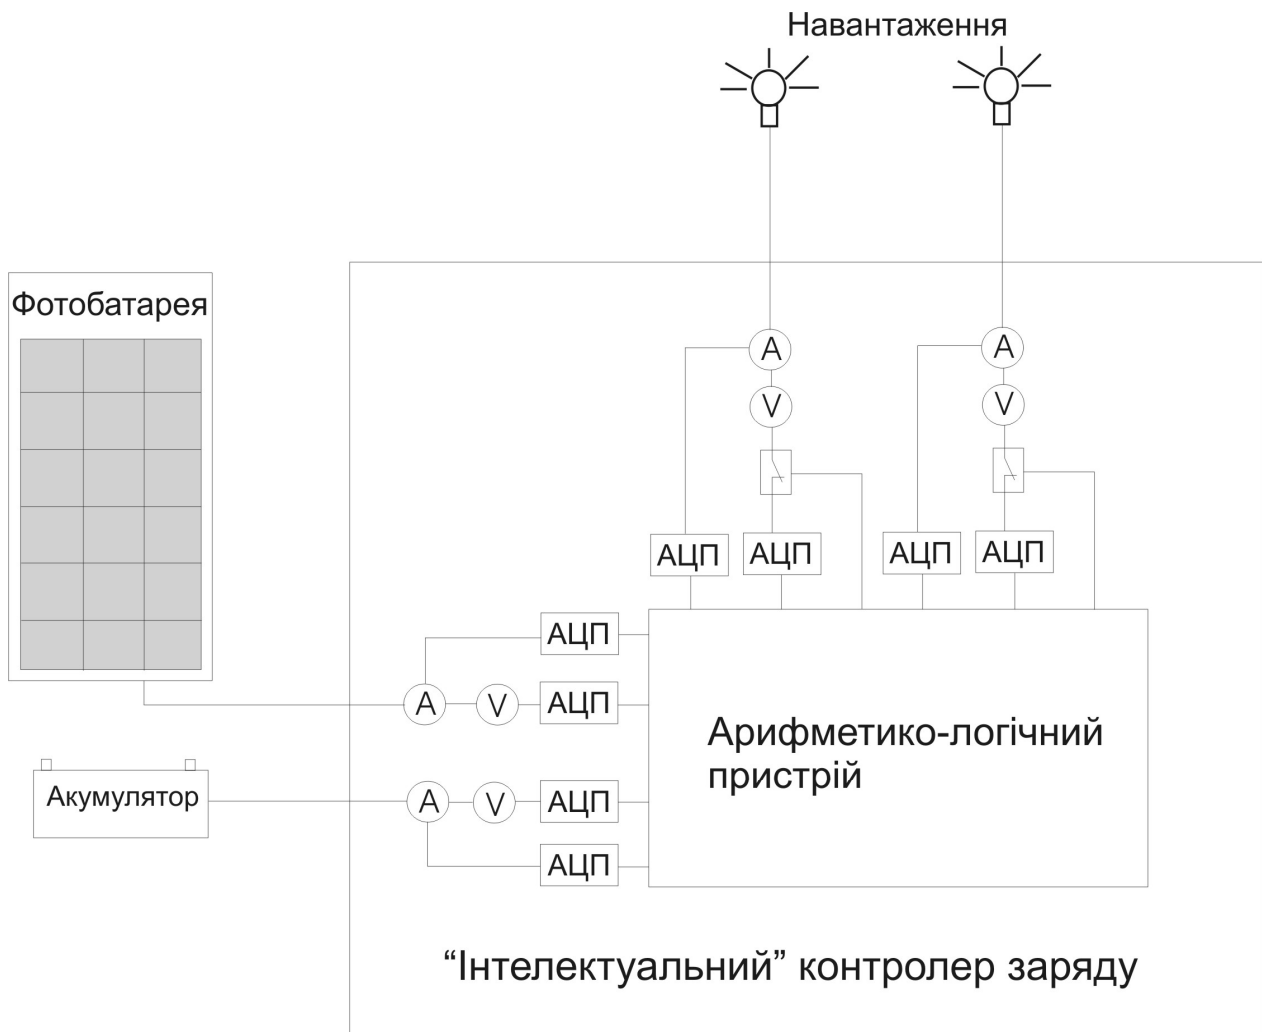 Навантаження
Фотобатарея
A
A
V
V
АЦП
АЦП
АЦП
АЦП
АЦП
A
V
АЦП
Арифметико-логічний
пристрій
Акумулятор
A
V
АЦП
АЦП
“Інтелектуальний” контролер заряду